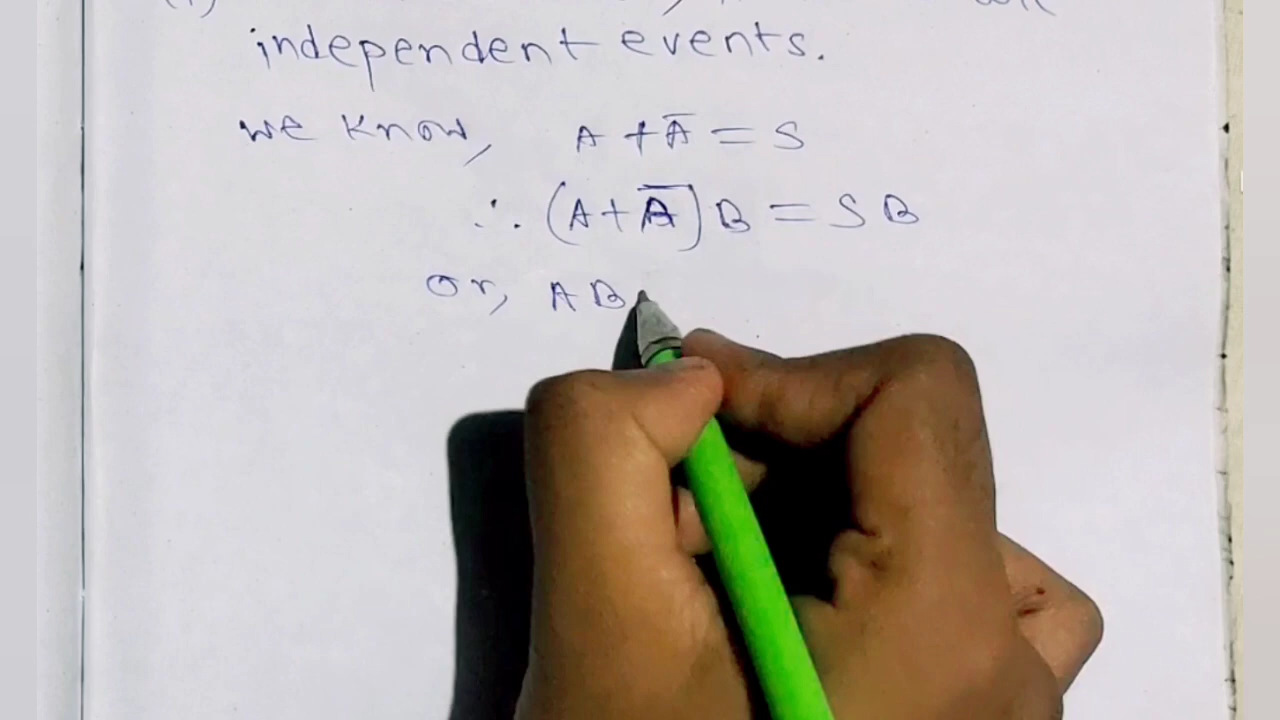 independent events.
We know, A + Ā = S
∴ (A + Ā) B = S B
or, A B